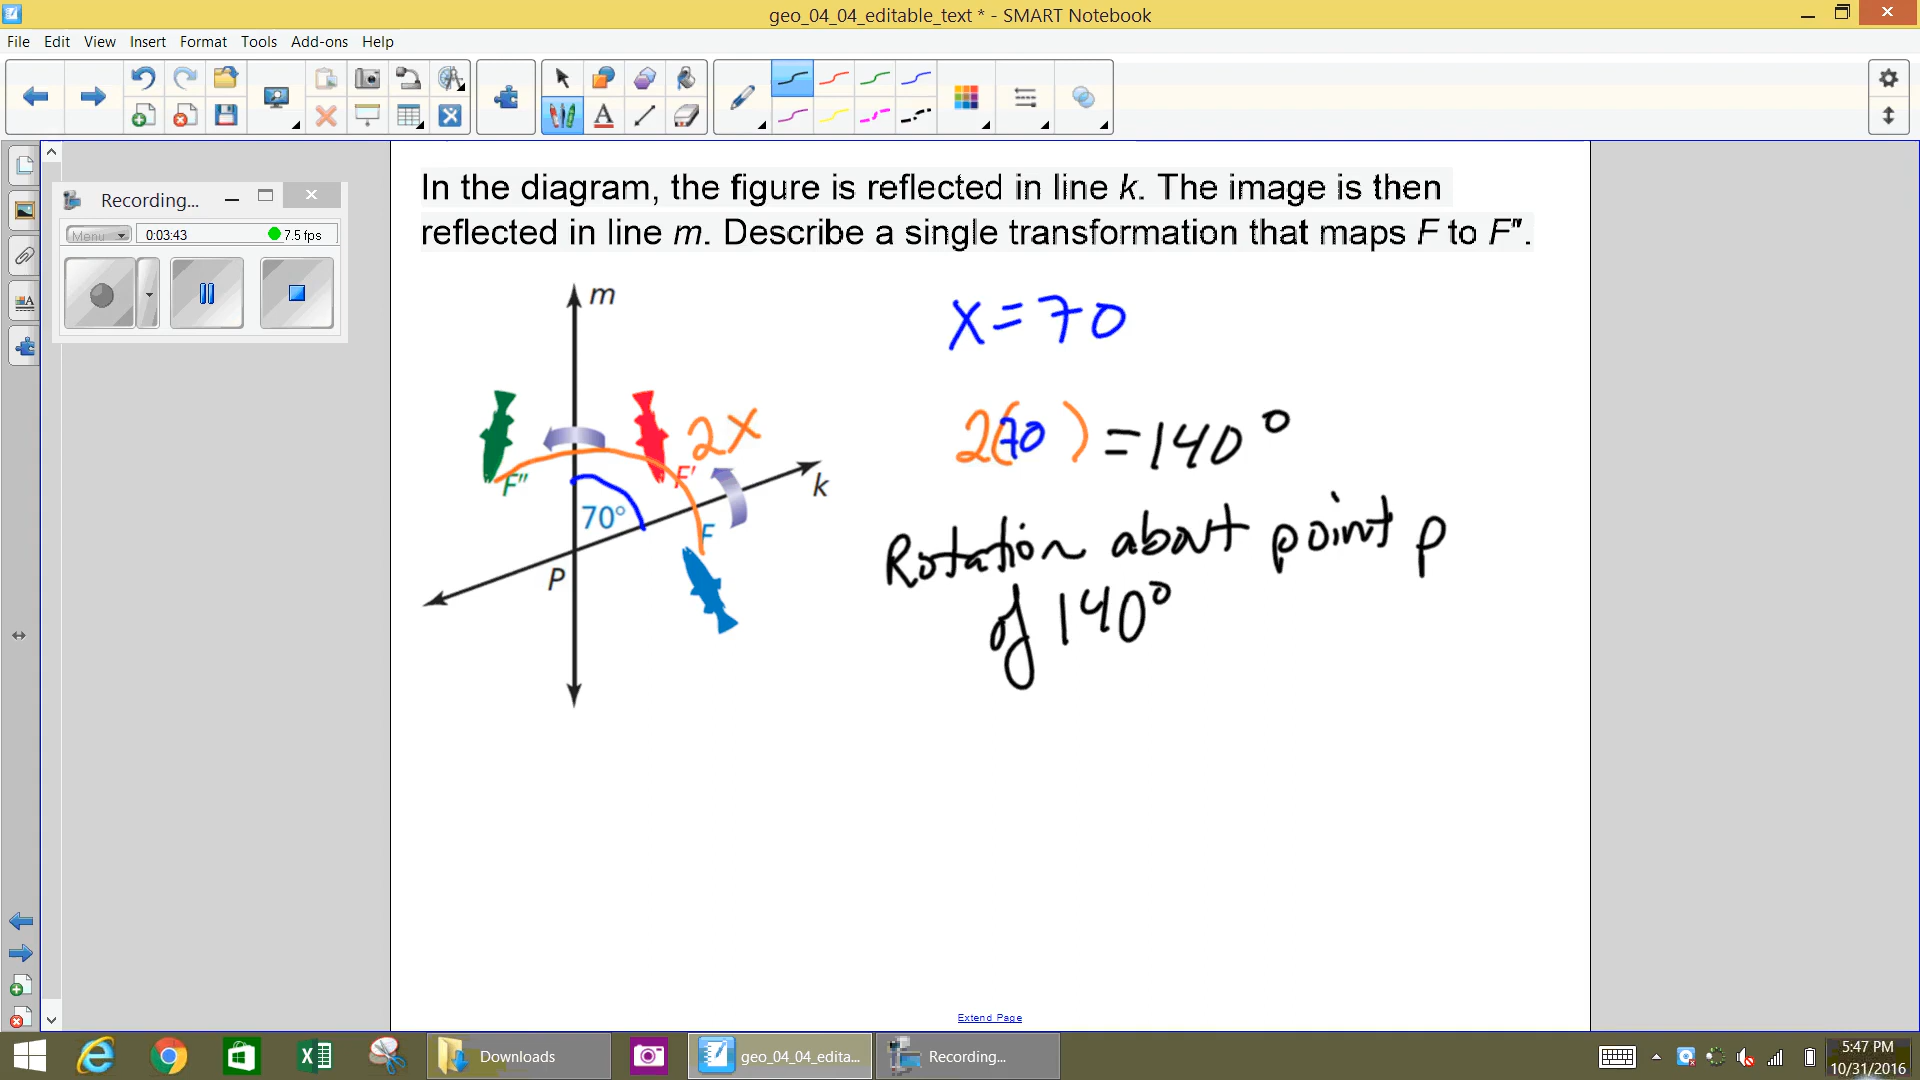 geo_04_04_editable_text * - SMART Notebook
File Edit View Insert Format Tools Add-ons Help
Recording...
Menu 0:03:43 7.5 fps
In the diagram, the figure is reflected in line k. The image is then
reflected in line m. Describe a single transformation that maps F to F″.
m
x=70
2x
2(70)=140°
F″
F′
k
70°
F
Rotation about point p
P
of 140°
Extend Page
Downloads
geo_04_04_edita...
Recording...
5:47 PM
10/31/2016